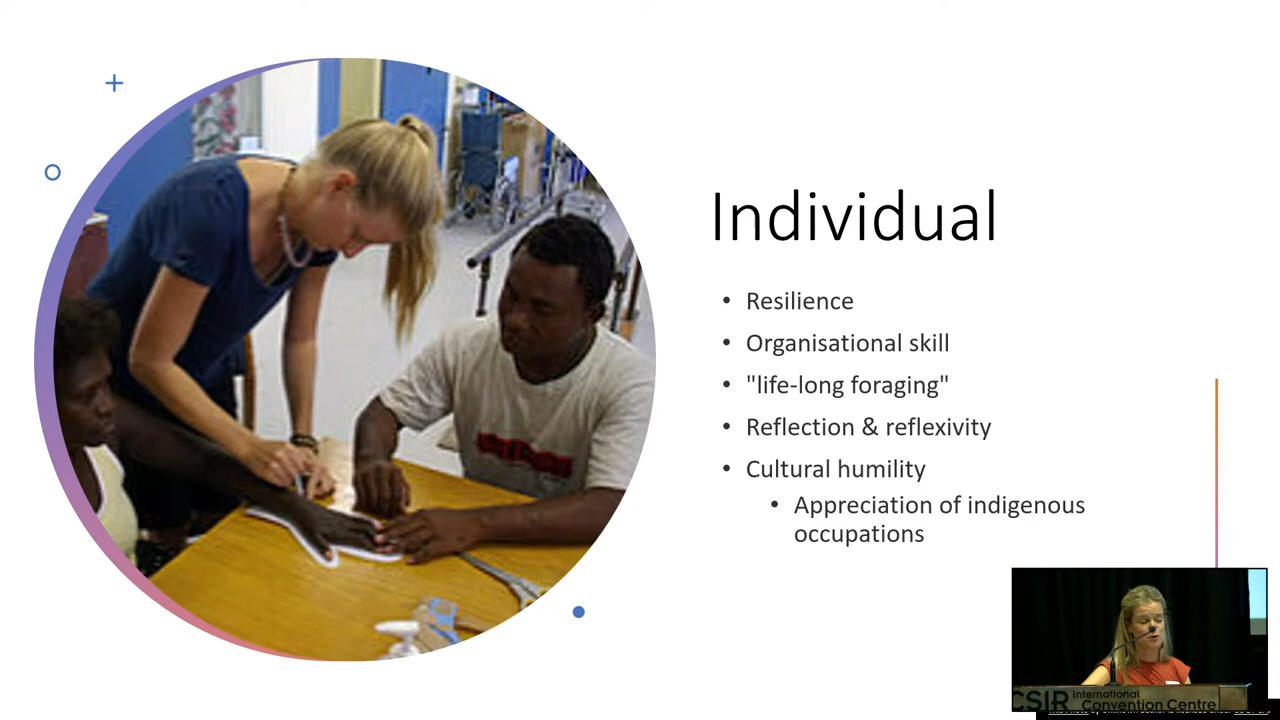 Individual
• Resilience
• Organisational skill
• "life-long foraging"
• Reflection & reflexivity
• Cultural humility
• Appreciation of indigenous
occupations
CSIR International
Convention Centre